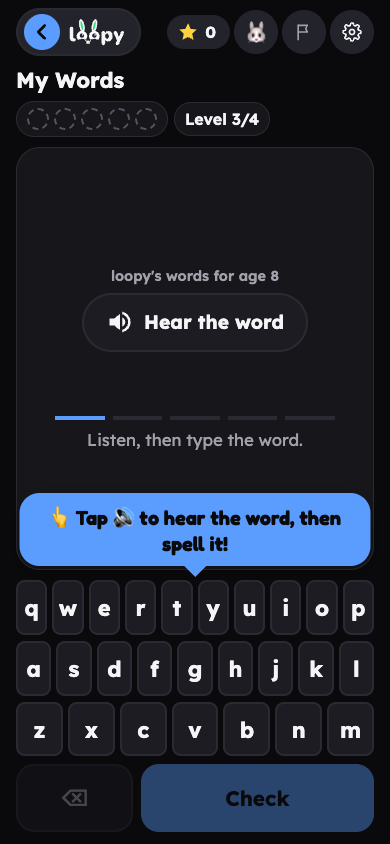 loopy
⭐ 0
My Words
Level 3/4
loopy's words for age 8
Hear the word
Listen, then type the word.
👆 Tap 🔊 to hear the word, then
spell it!
q w e r t y u i o p
a s d f g h j k l
z x c v b n m
Check